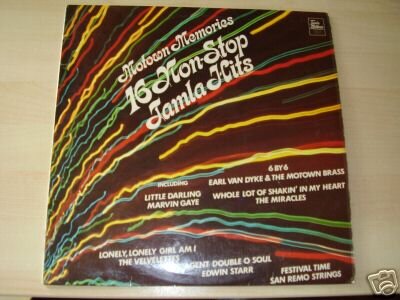 Motown Memories
16 Non-Stop
Tamla Hits
INCLUDING
LITTLE DARLING
MARVIN GAYE
6 BY 6
EARL VAN DYKE & THE MOTOWN BRASS
WHOLE LOT OF SHAKIN' IN MY HEART
THE MIRACLES
LONELY, LONELY GIRL AM I
THE VELVELETTES
AGENT DOUBLE O SOUL
EDWIN STARR
FESTIVAL TIME
SAN REMO STRINGS